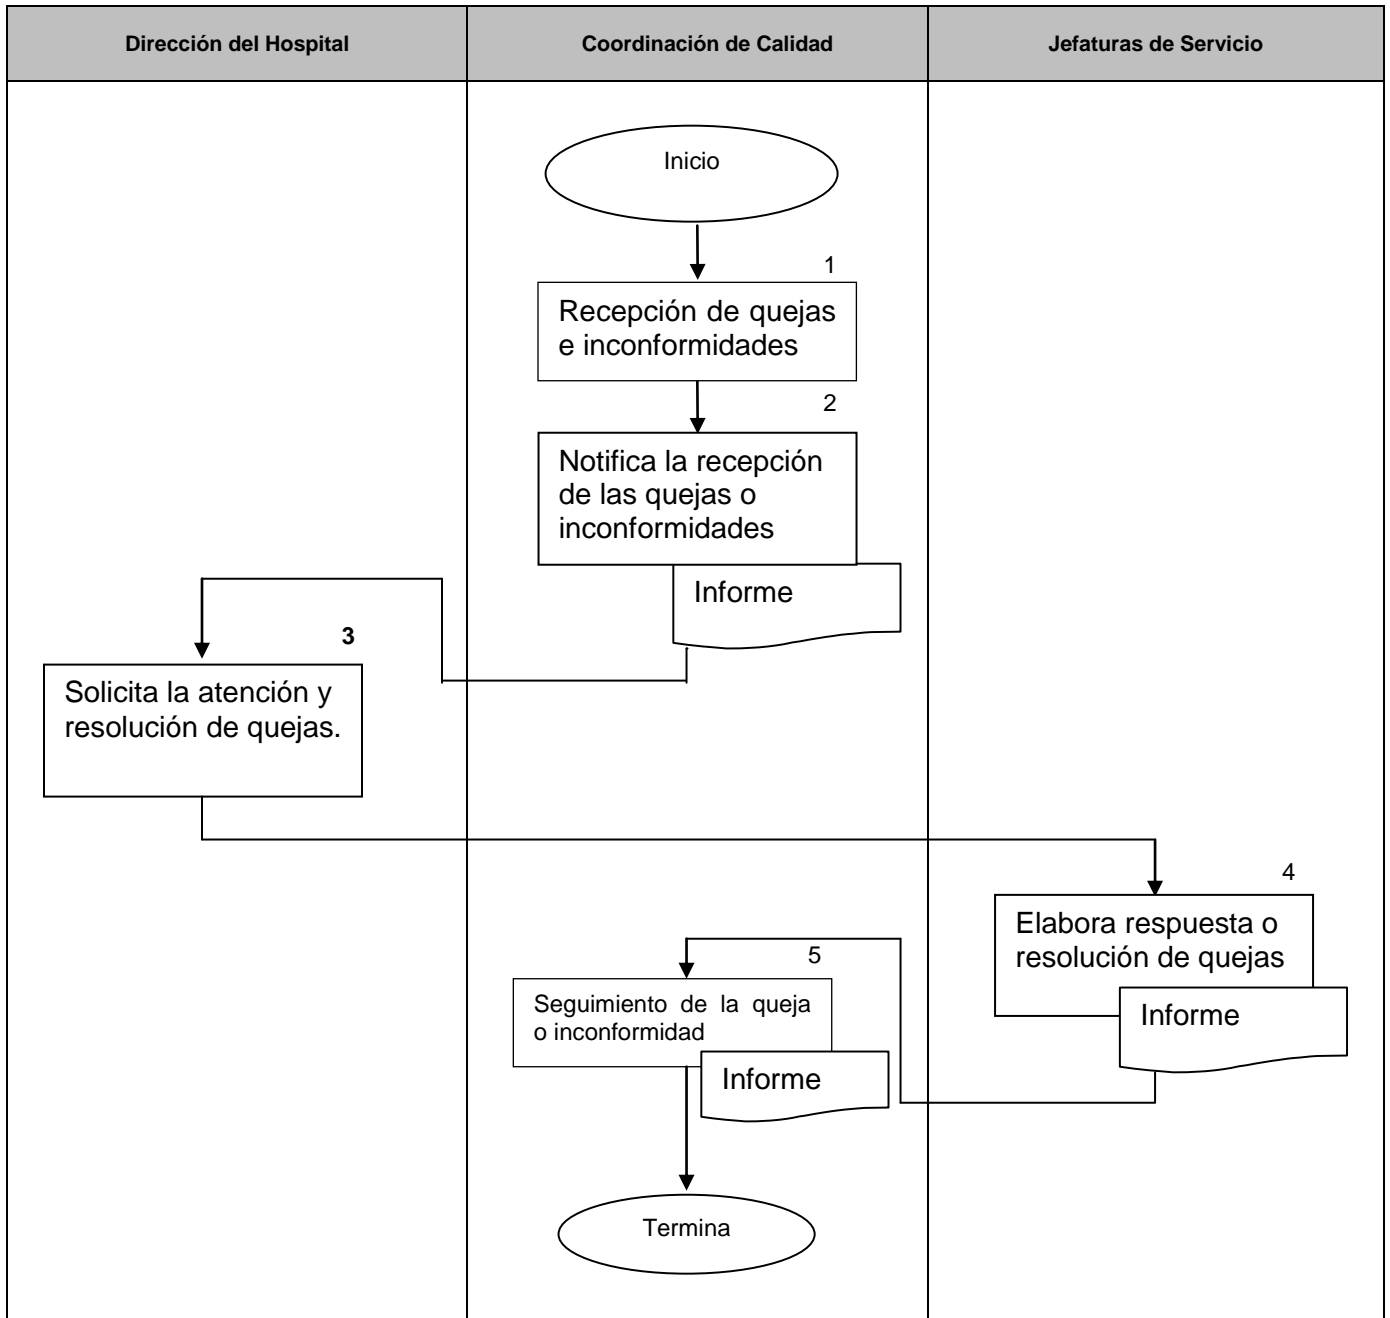 Dirección del Hospital
Coordinación de Calidad
Jefaturas de Servicio
Inicio
1
Recepción de quejas
e inconformidades
2
Notifica la recepción
de las quejas o
inconformidades
Informe
3
Solicita la atención y
resolución de quejas.
4
Elabora respuesta o
resolución de quejas
Informe
5
Seguimiento de la queja
o inconformidad
Informe
Termina